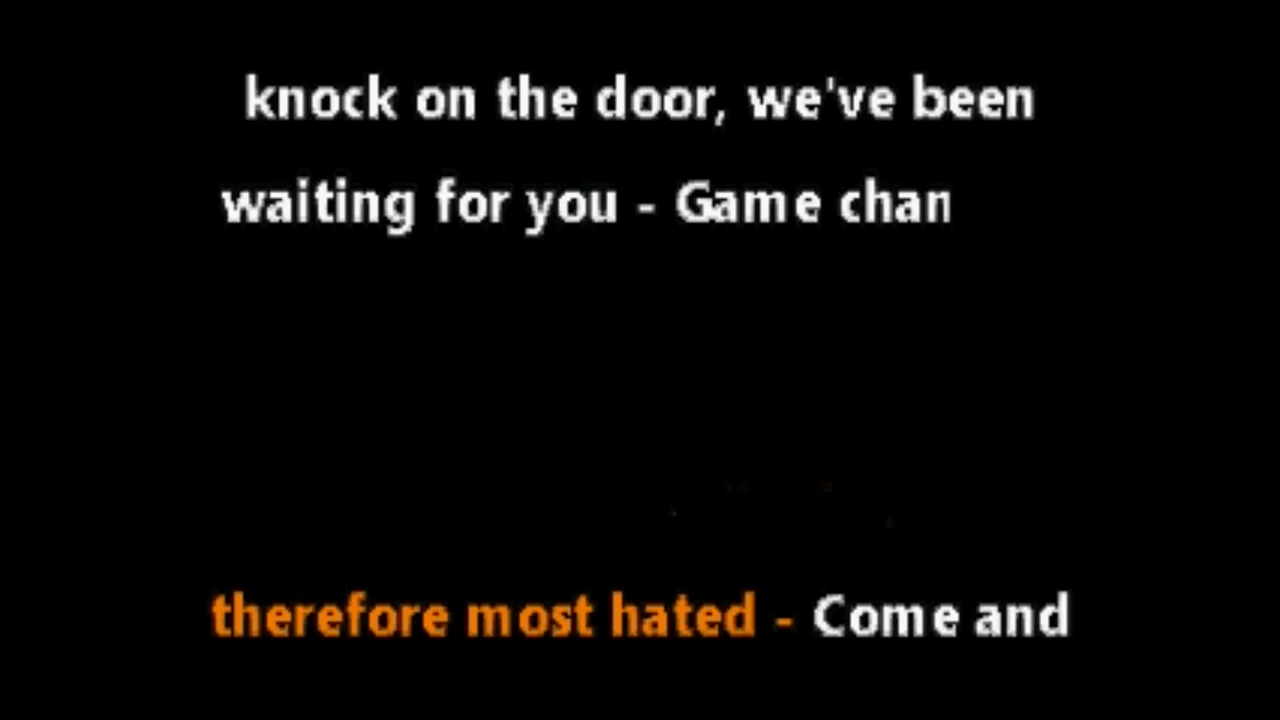 knock on the door, we've been
waiting for you - Game chan
therefore most hated - Come and